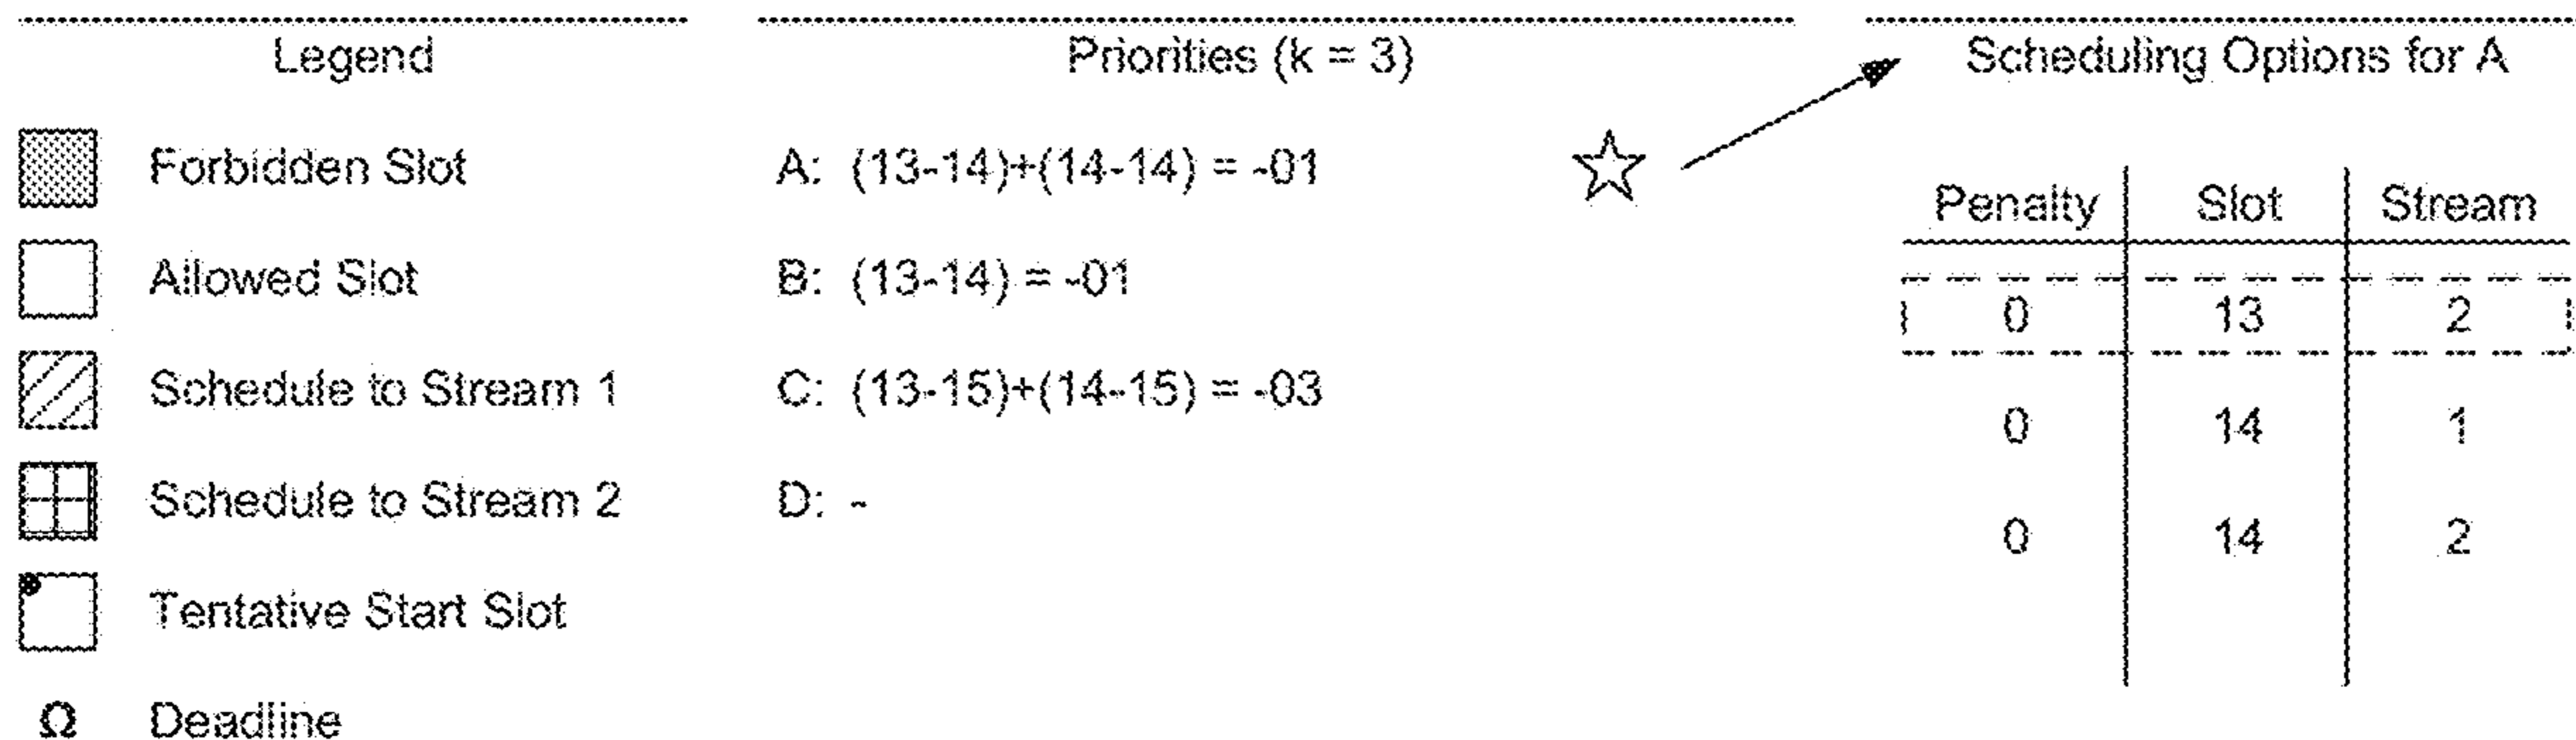 Legend
Forbidden Slot
Allowed Slot
Schedule to Stream 1
Schedule to Stream 2
Tentative Start Slot
Ω Deadline
Priorities (k = 3)
A: (13-14)+(14-14) = -01
B: (13-14) = -01
C: (13-15)+(14-15) = -03
D: -
Scheduling Options for A
Penalty Slot Stream
0 13 2
0 14 1
0 14 2